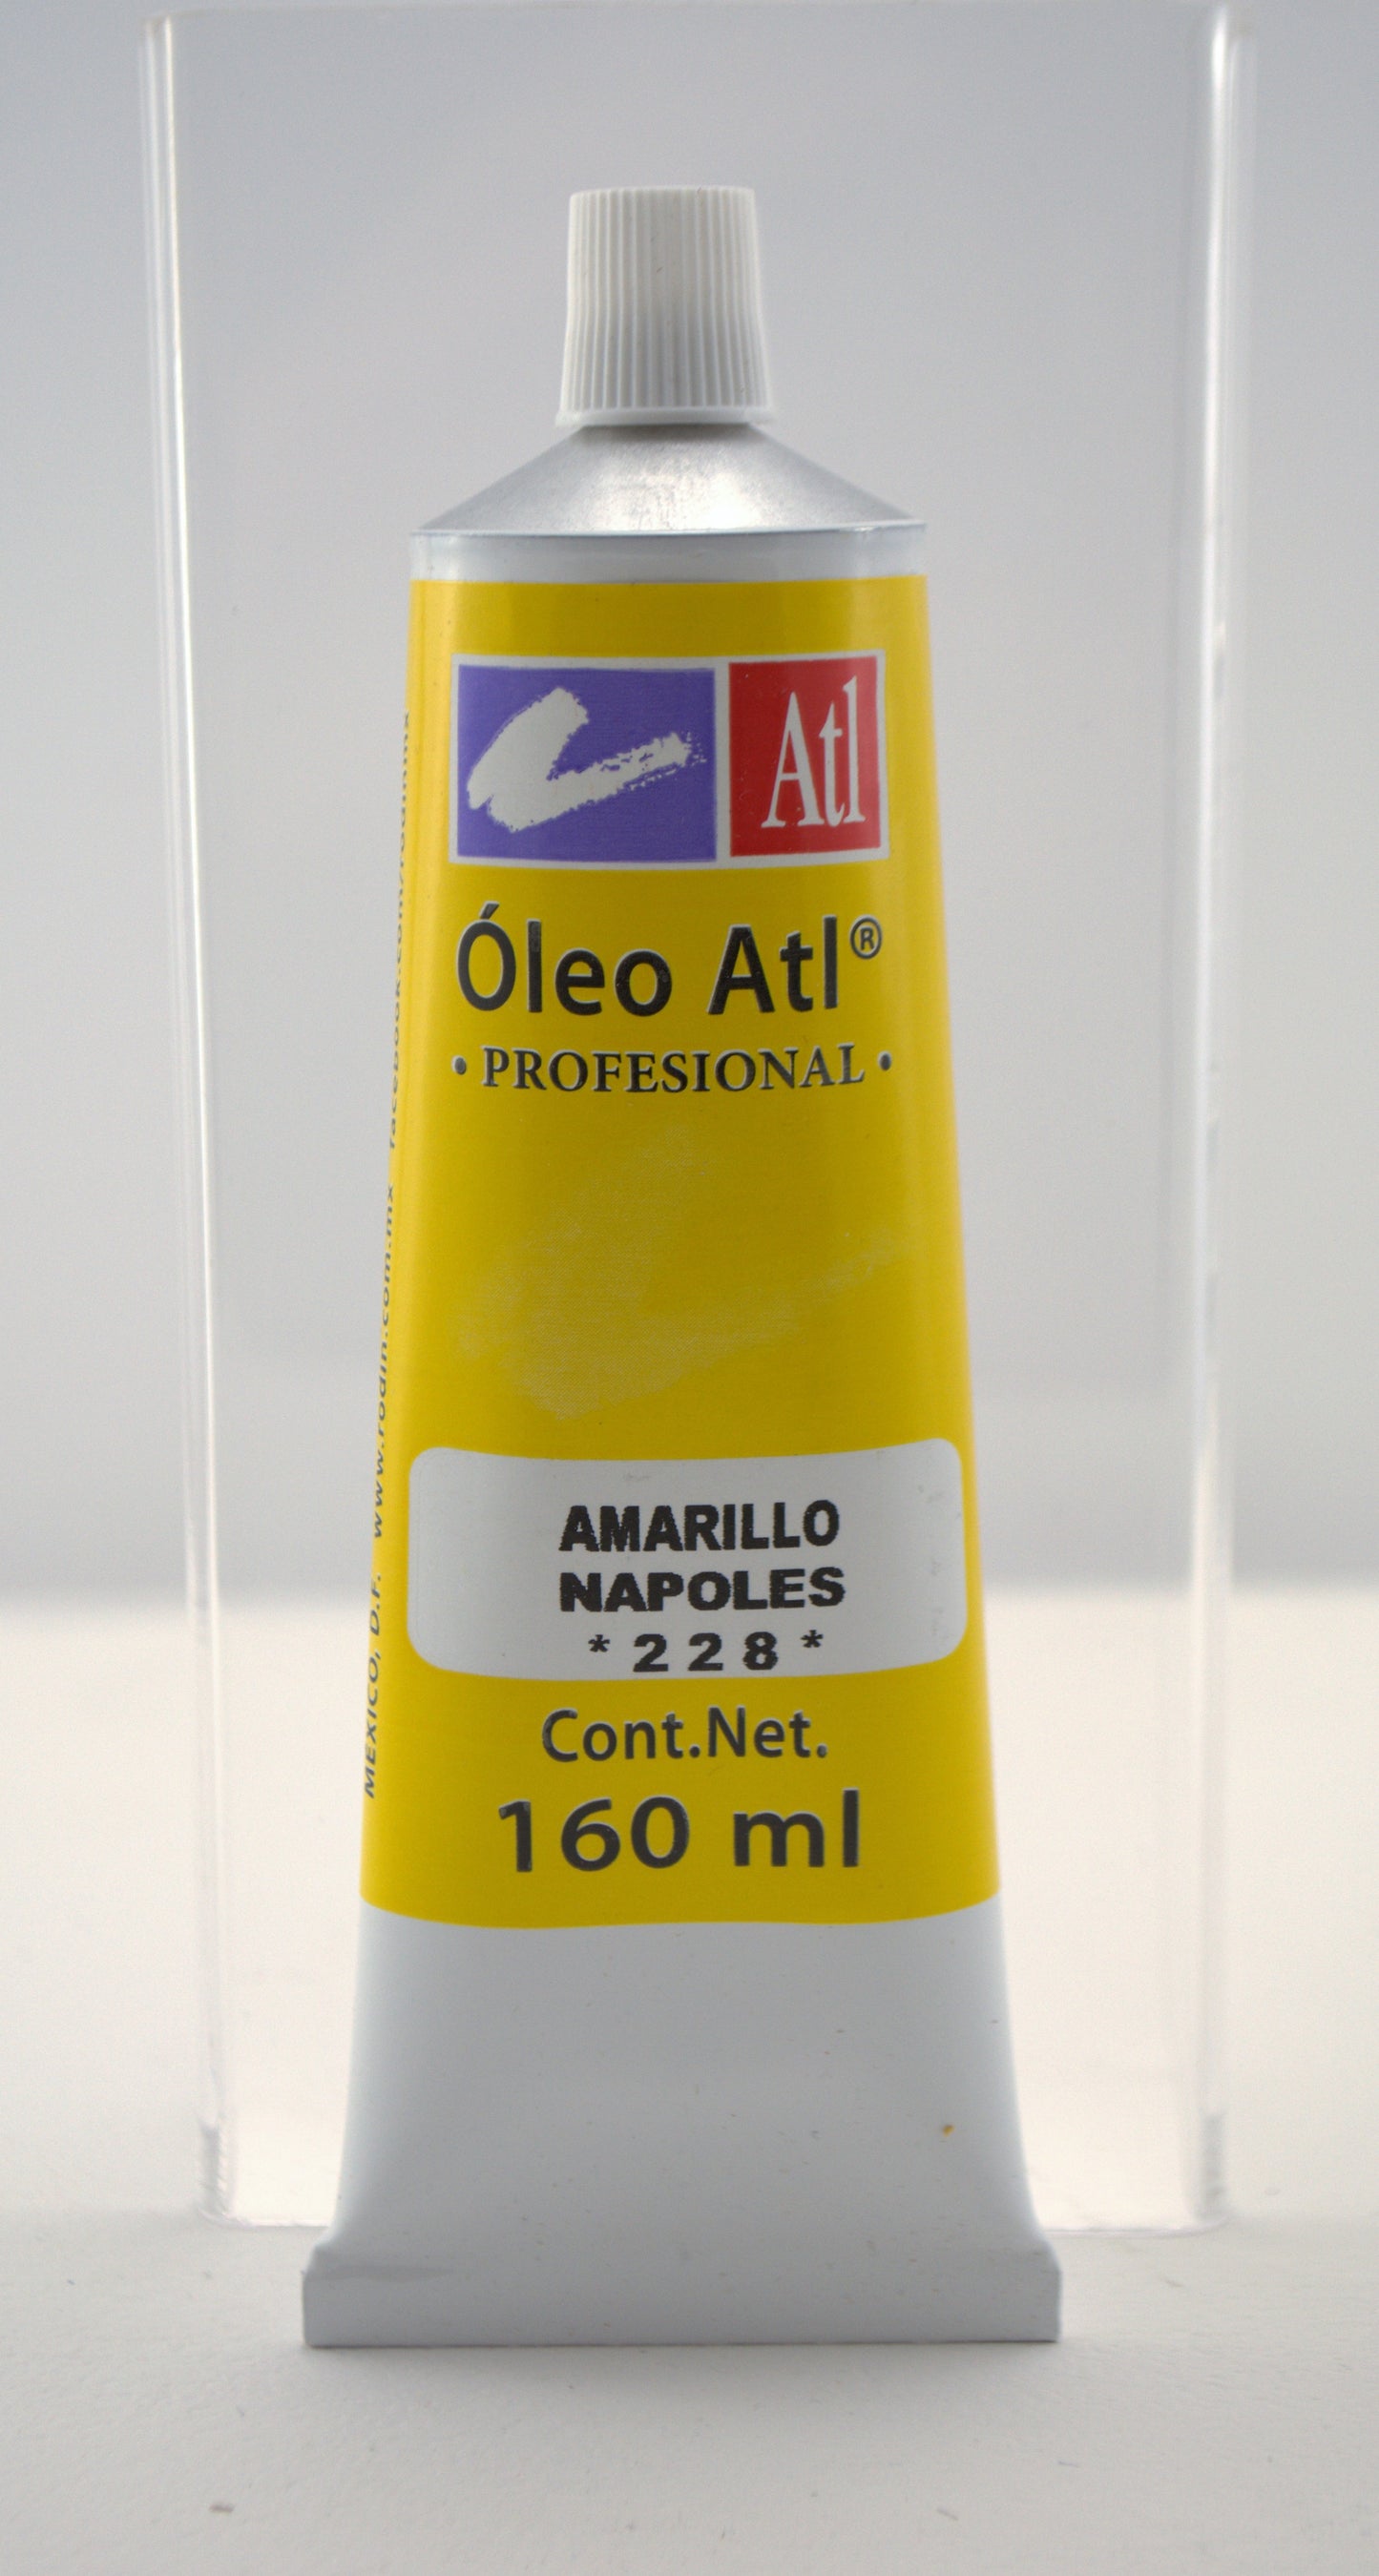 Atl
Óleo Atl®
• PROFESIONAL •
AMARILLO
NAPOLES
*228*
Cont.Net.
160 ml
MEXICO, D.F. www.rodin.com.mx